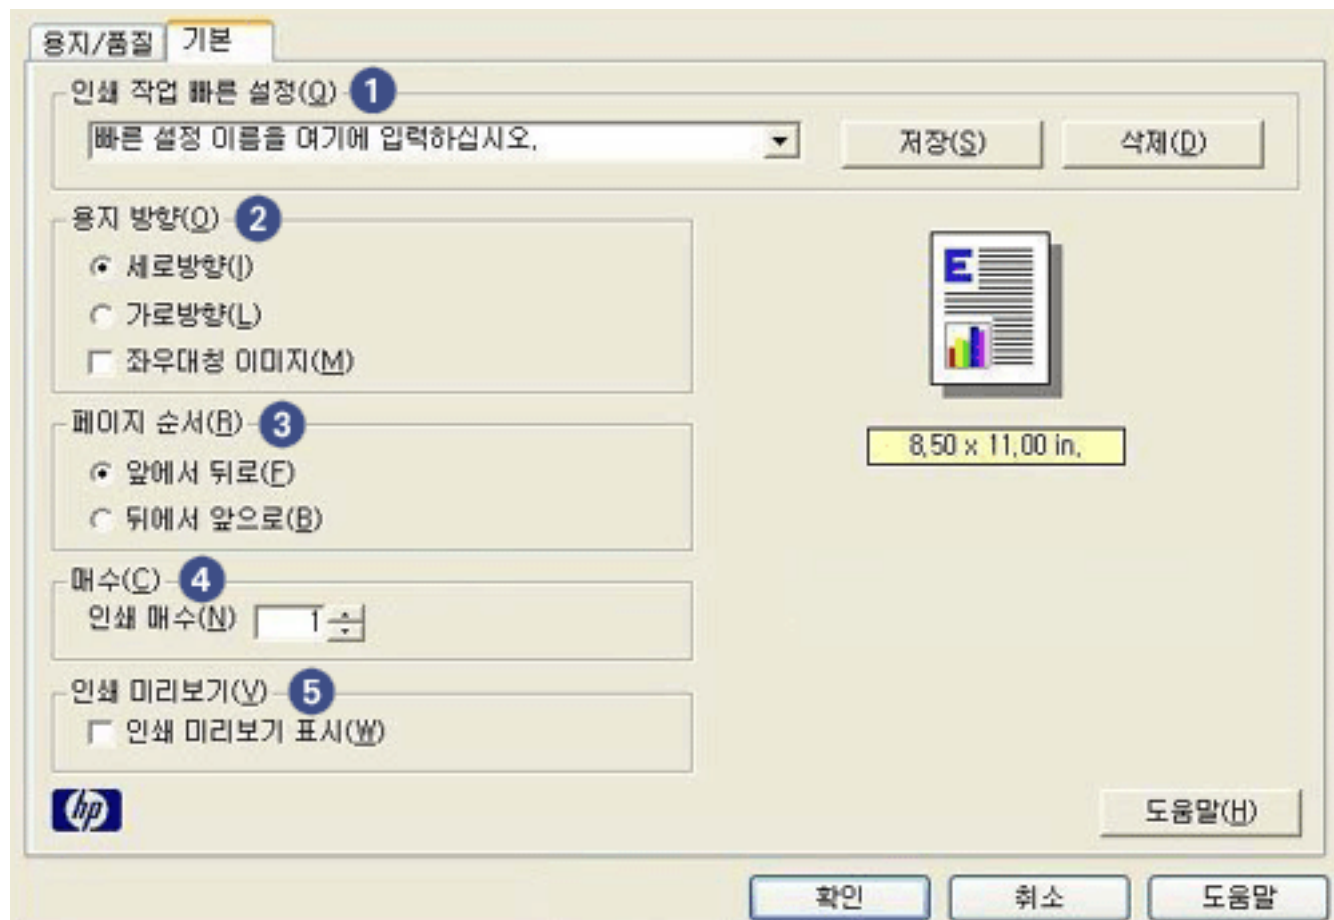 용지/품질 기본
인쇄 작업 빠른 설정(Q) 1
빠른 설정 이름을 여기에 입력하십시오. 저장(S) 삭제(D)
용지 방향(O) 2
세로방향(I)
가로방향(L)
좌우대칭 이미지(M)
E
페이지 순서(R) 3
8,50 x 11,00 in,
앞에서 뒤로(F)
뒤에서 앞으로(B)
매수(C) 4
인쇄 매수(N) 1
인쇄 미리보기(V) 5
인쇄 미리보기 표시(W)
hp
도움말(H)
확인 취소 도움말